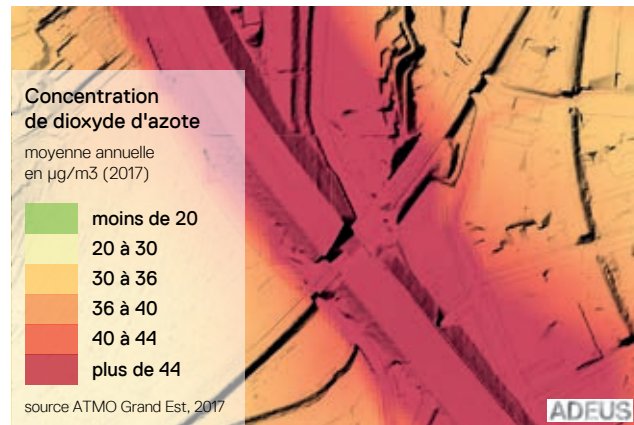 Concentration
de dioxyde d'azote
moyenne annuelle
en µg/m3 (2017)
moins de 20
20 à 30
30 à 36
36 à 40
40 à 44
plus de 44
source ATMO Grand Est, 2017
ADEUS